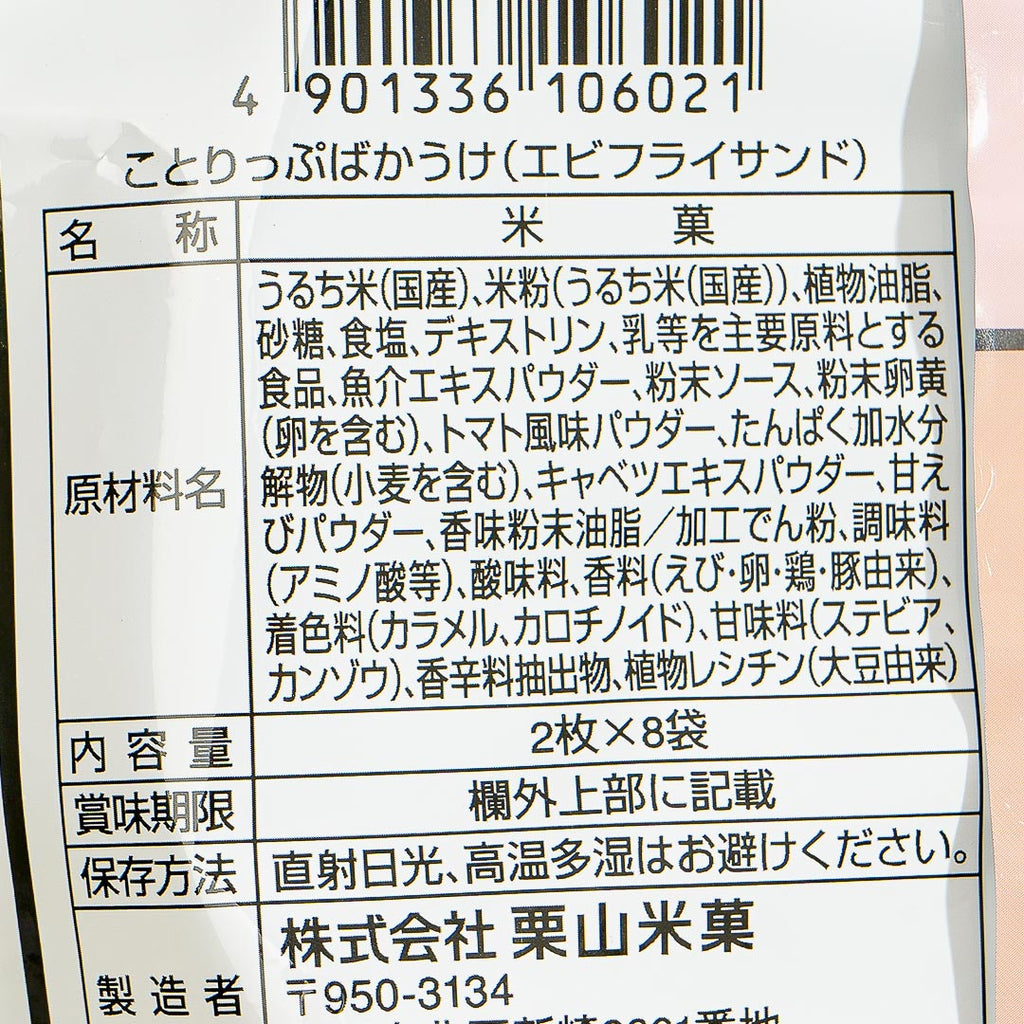 4 901336 106021
ことりっぷばかうけ(エビフライサンド)
名称 米菓
原材料名
うるち米(国産)、米粉(うるち米(国産))、植物油脂、
砂糖、食塩、デキストリン、乳等を主要原料とする
食品、魚介エキスパウダー、粉末ソース、粉末卵黄
(卵を含む)、トマト風味パウダー、たんぱく加水分
解物(小麦を含む)、キャベツエキスパウダー、甘え
びパウダー、香味粉末油脂/加工でん粉、調味料
(アミノ酸等)、酸味料、香料(えび・卵・鶏・豚由来)、
着色料(カラメル、カロチノイド)、甘味料(ステビア、
カンゾウ)、香辛料抽出物、植物レシチン(大豆由来)
内容量 2枚×8袋
賞味期限 欄外上部に記載
保存方法 直射日光、高温多湿はお避けください。
製造者 株式会社 栗山米菓
〒950-3134